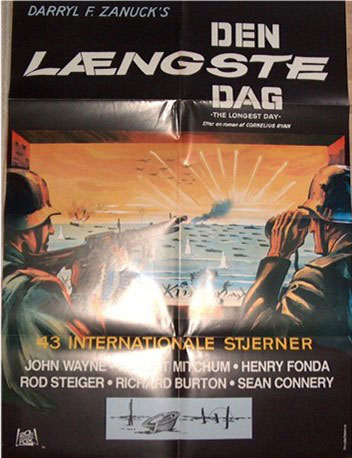 DARRYL F. ZANUCK'S
DEN
LÆNGSTE
DAG
-THE LONGEST DAY-
Efter en roman af CORNELIUS RYAN
43 INTERNATIONALE STJERNER
JOHN WAYNE · MITCHUM · HENRY FONDA
ROD STEIGER · RICHARD BURTON · SEAN CONNERY
FOX